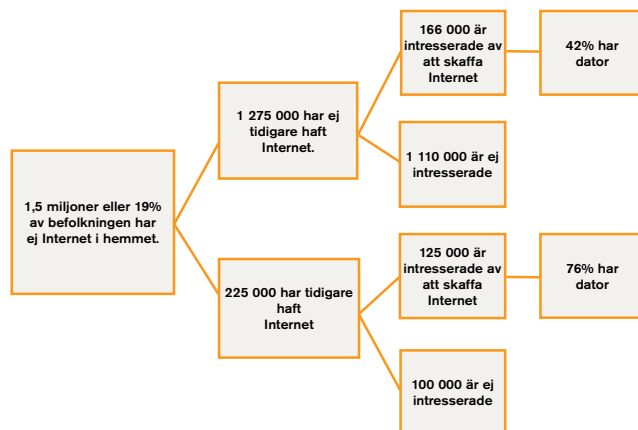 1,5 miljoner eller 19%
av befolkningen har
ej Internet i hemmet.
1 275 000 har ej
tidigare haft
Internet.
166 000 är
intresserade av
att skaffa
Internet
42% har
dator
1 110 000 är ej
intresserade
225 000 har tidigare
haft
Internet
125 000 är
intresserade av
att skaffa
Internet
76% har
dator
100 000 är ej
intresserade